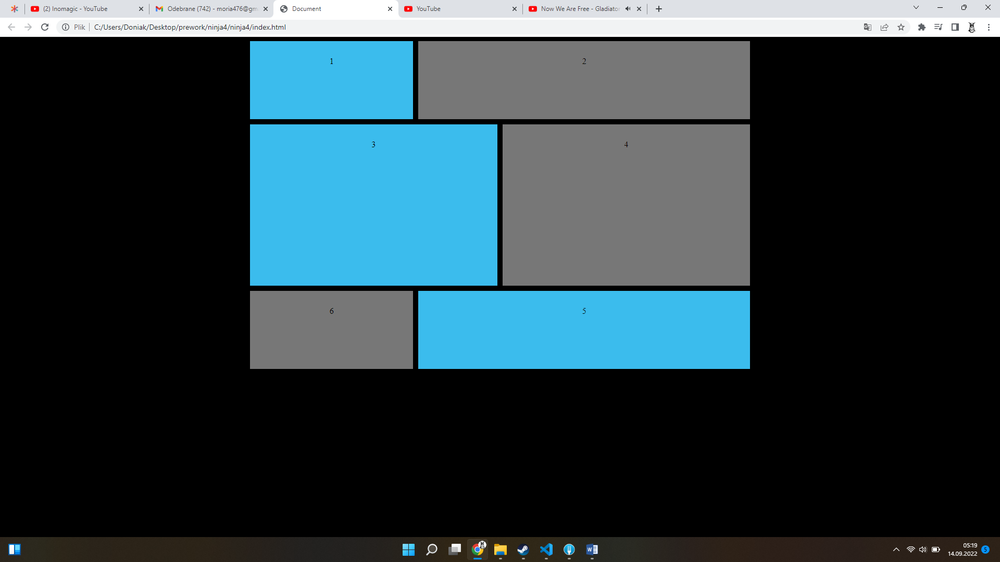 (2) Inomagic - YouTube
Odebrane (742) - moria476@gm
Document
YouTube
Now We Are Free - Gladiator
Plik
C:/Users/Doniak/Desktop/prework/ninja4/ninja4/index.html
1
2
3
4
6
5
W
05:19
14.09.2022
5